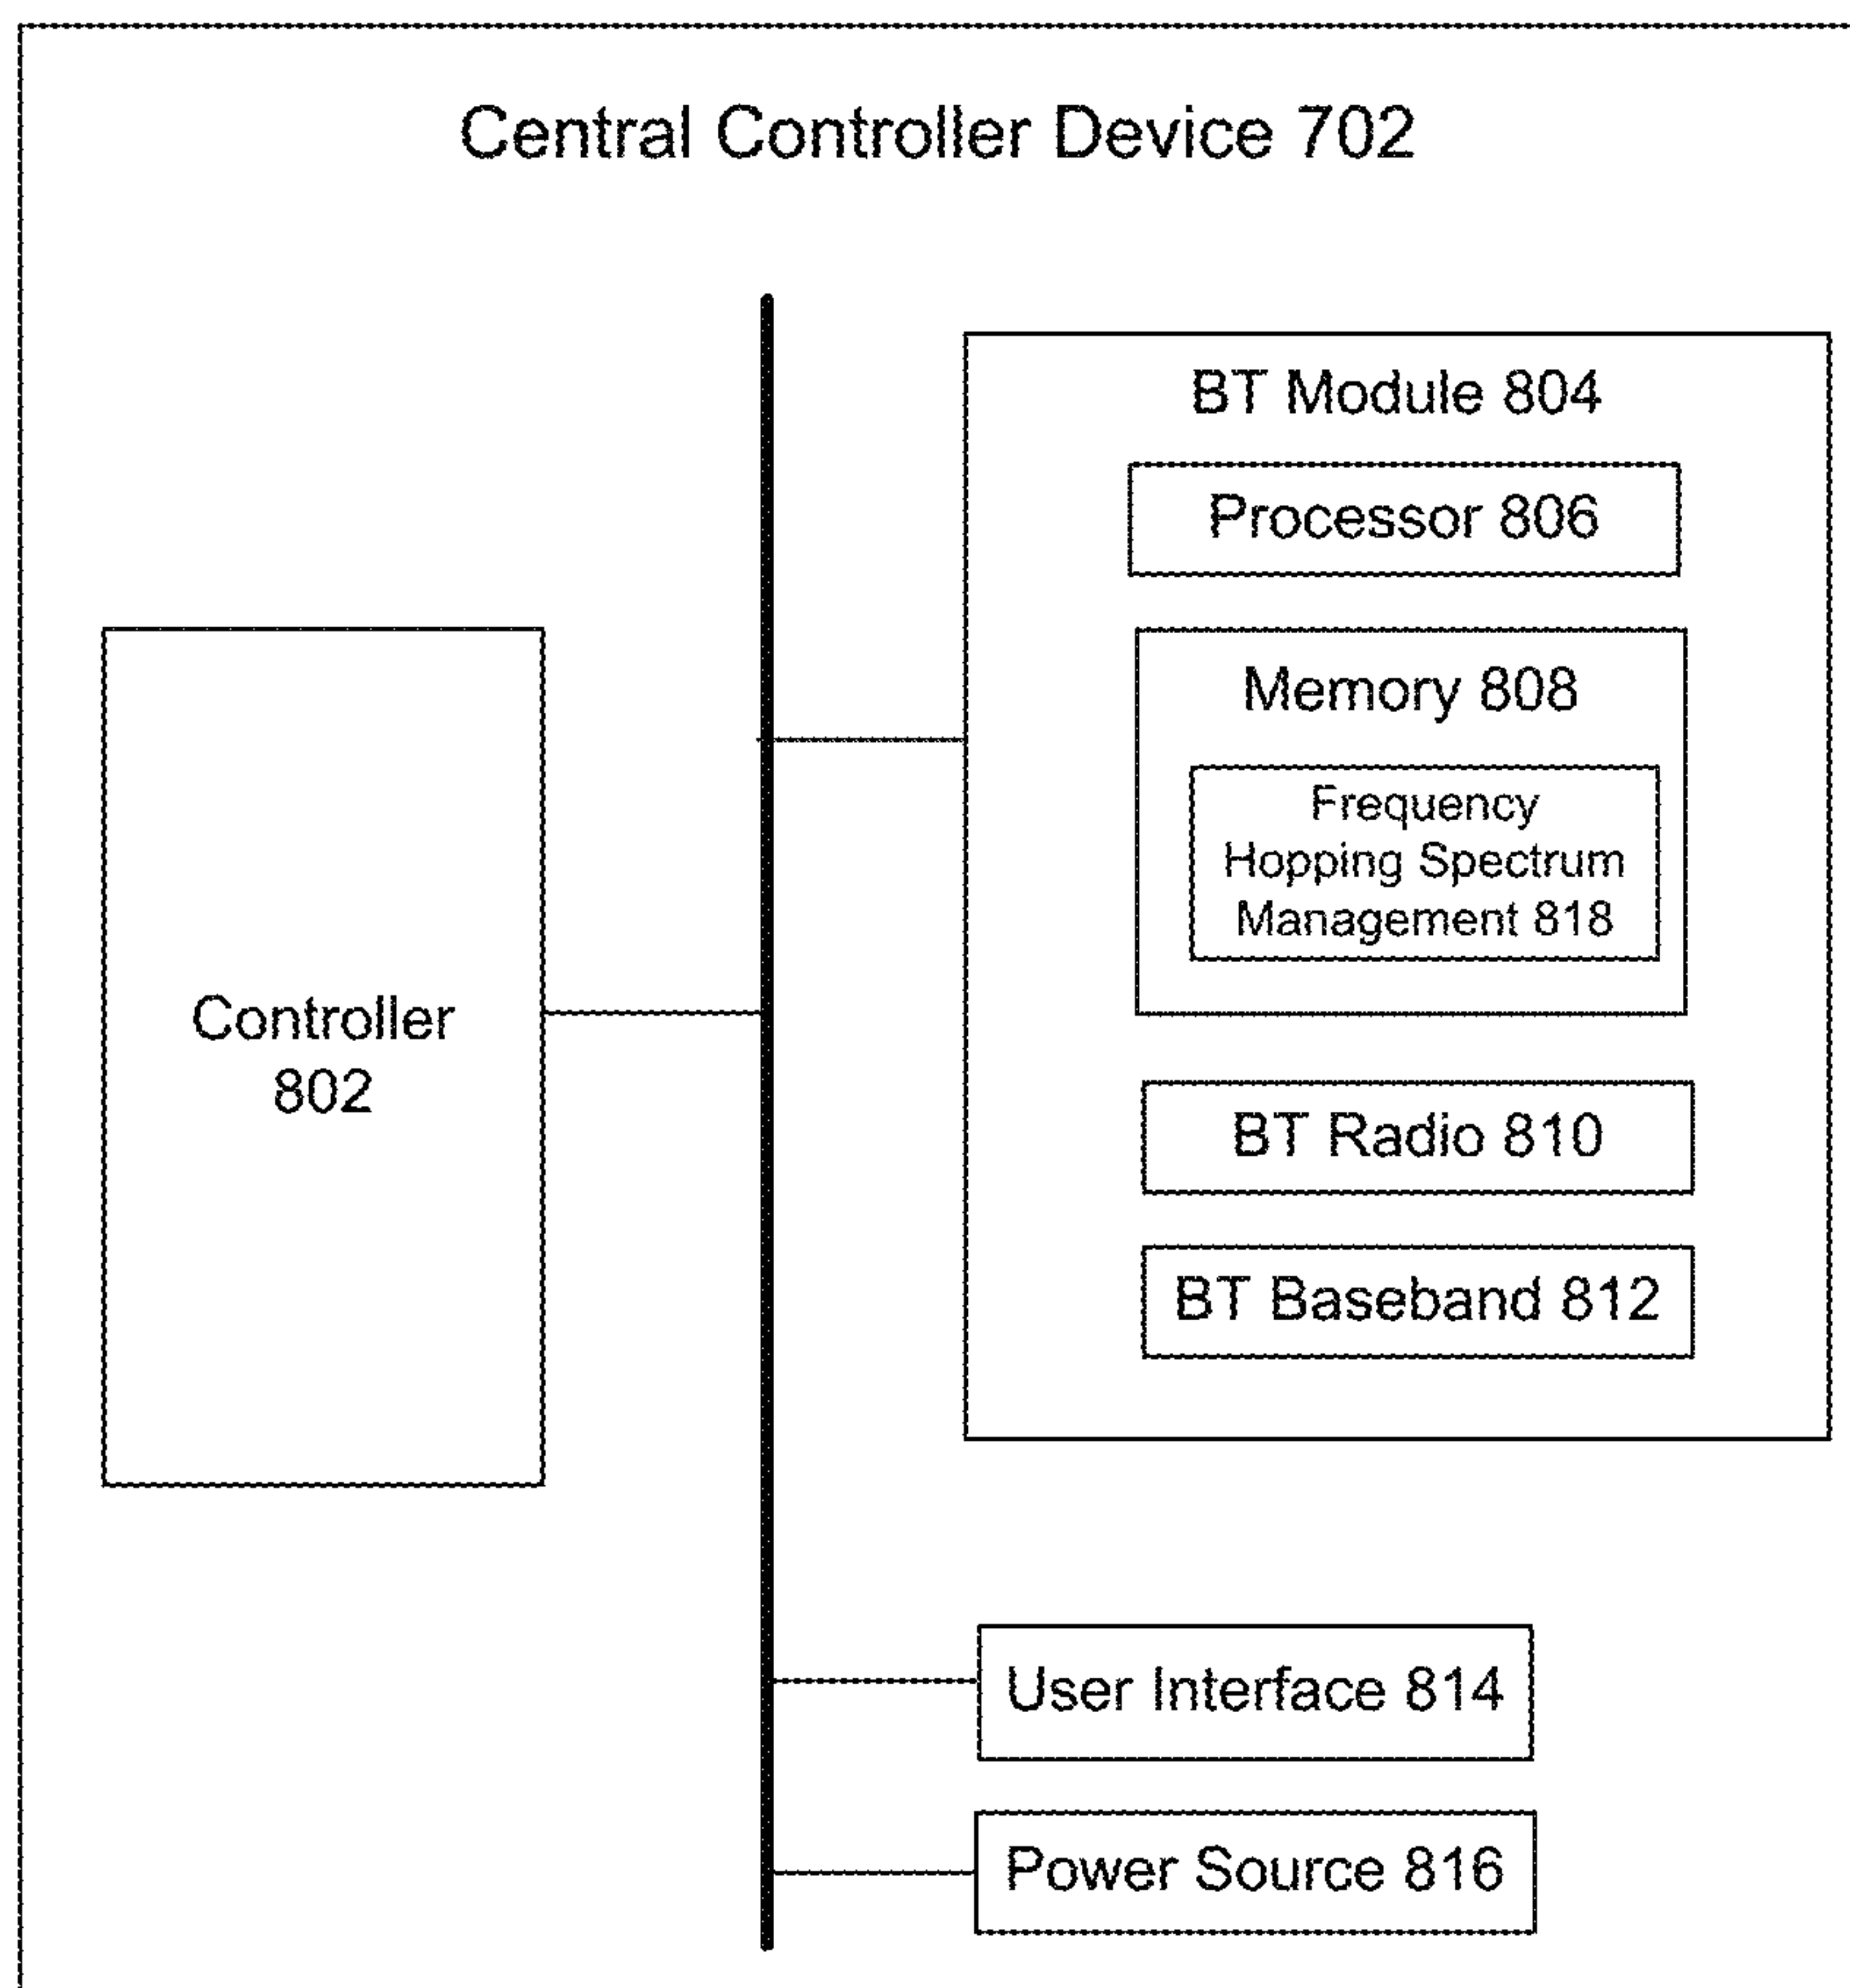 Central Controller Device 702
BT Module 804
Processor 806
Memory 808
Frequency
Hopping Spectrum
Management 818
Controller
802
BT Radio 810
BT Baseband 812
User Interface 814
Power Source 816